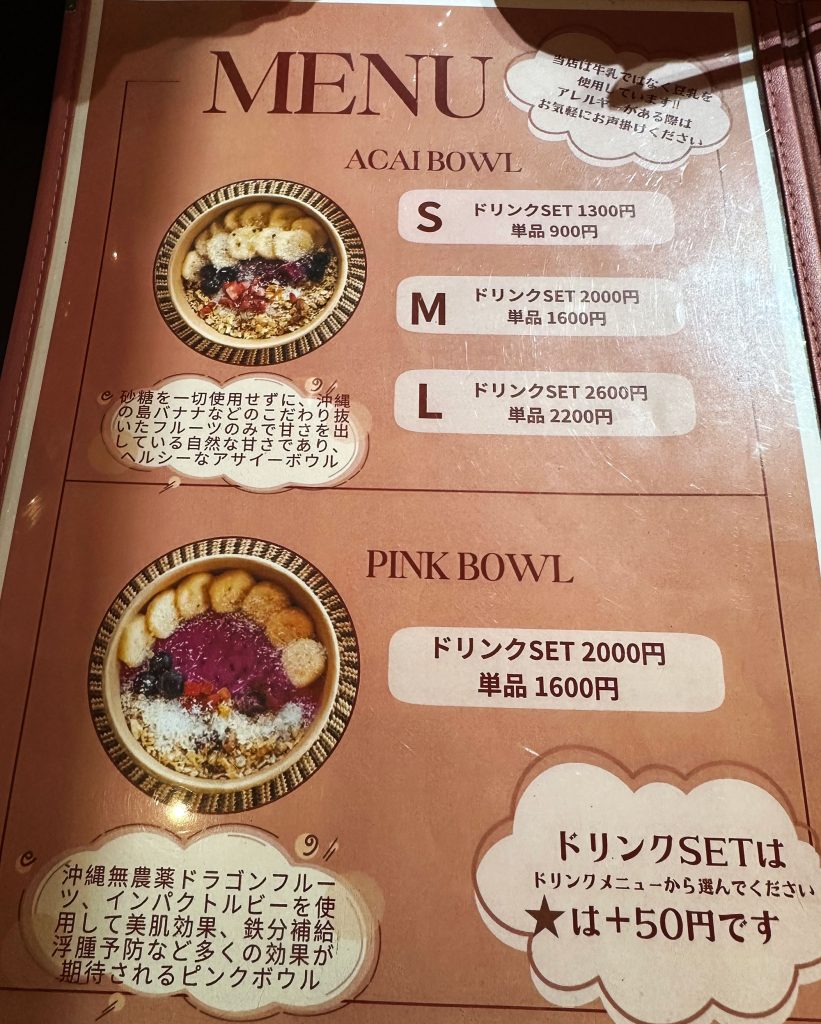 MENU
当店は牛乳ではなく豆乳を
使用しています!!
アレルギーがある際は
お気軽にお声掛けください
ACAI BOWL
S
ドリンクSET 1300円
単品 900円
M
ドリンクSET 2000円
単品 1600円
L
ドリンクSET 2600円
単品 2200円
砂糖を一切使用せずに、沖縄
の島バナナなどのこだわり抜
いたフルーツのみで甘さを出
している自然な甘さであり、
ヘルシーなアサイーボウル
PINK BOWL
ドリンクSET 2000円
単品 1600円
沖縄無農薬ドラゴンフルー
ツ、インパクトルビーを使
用して美肌効果、鉄分補給
浮腫予防など多くの効果が
期待されるピンクボウル
ドリンクSETは
ドリンクメニューから選んでください
★は+50円です